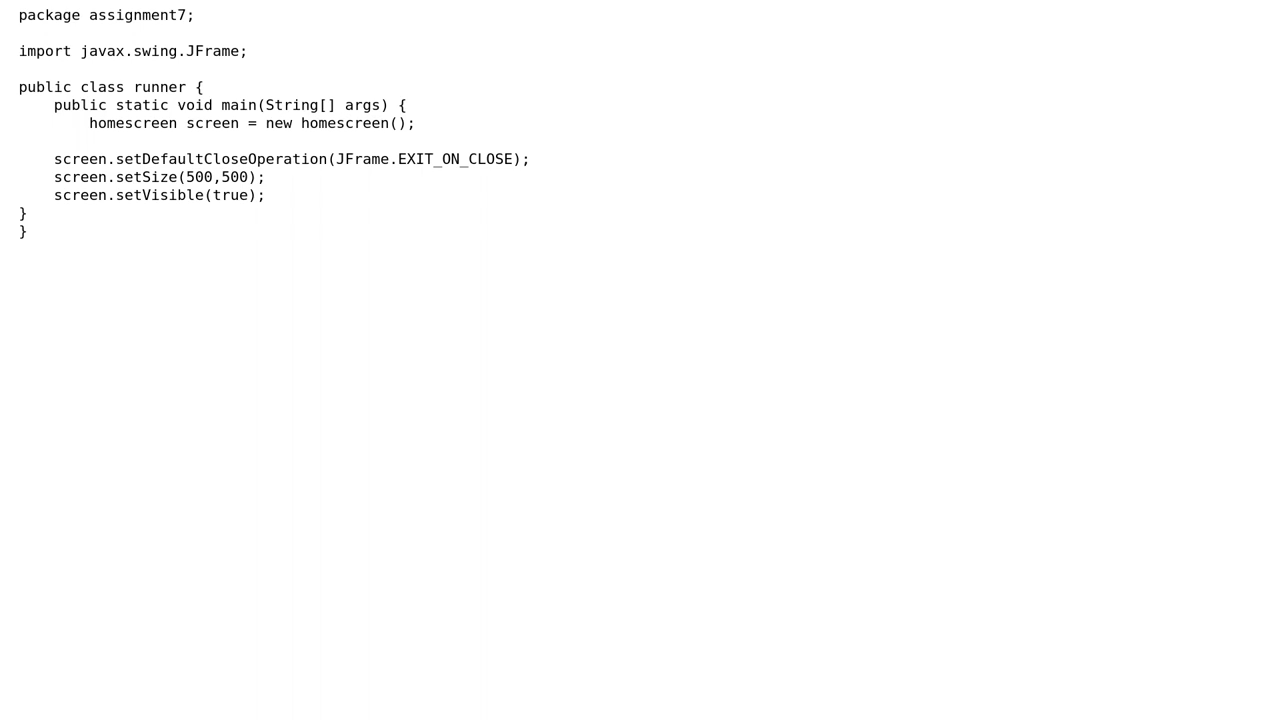 package assignment7;

import javax.swing.JFrame;

public class runner {
    public static void main(String[] args) {
        homescreen screen = new homescreen();

    screen.setDefaultCloseOperation(JFrame.EXIT_ON_CLOSE);
    screen.setSize(500,500);
    screen.setVisible(true);
}
}